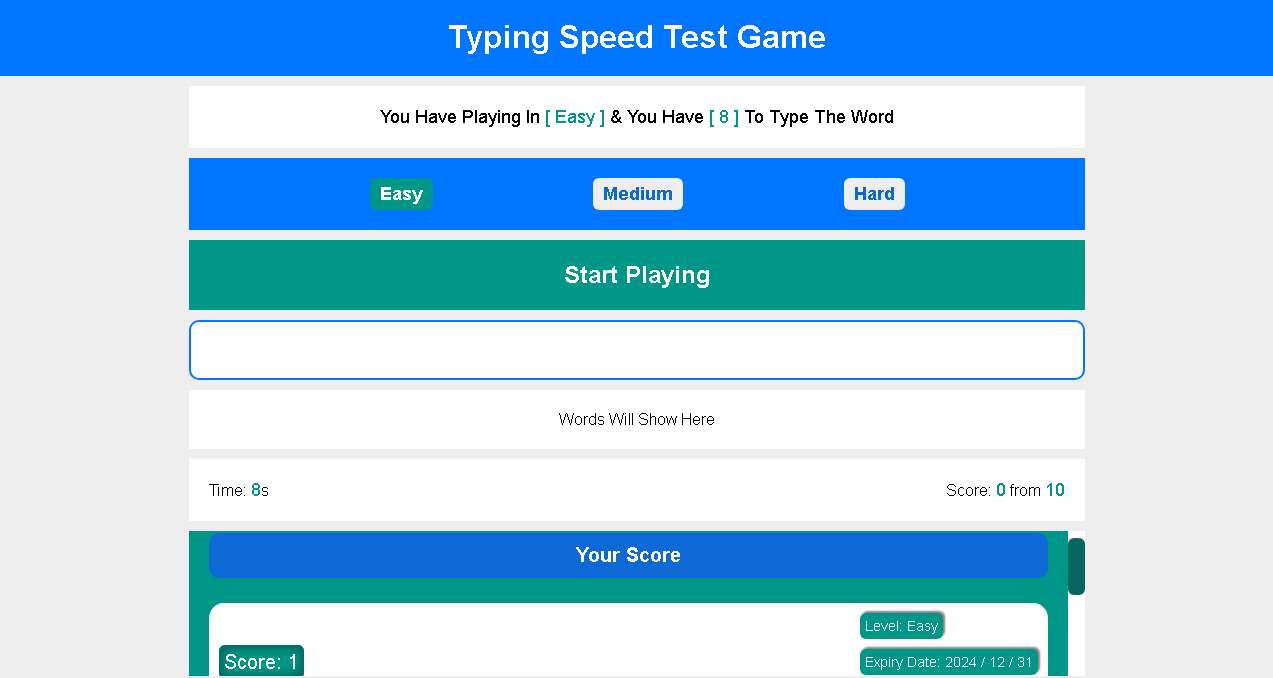 Typing Speed Test Game
You Have Playing In [ Easy ] & You Have [ 8 ] To Type The Word
Easy Medium Hard
Start Playing
Words Will Show Here
Time: 8s Score: 0 from 10
Your Score
Level: Easy
Score: 1
Expiry Date: 2024 / 12 / 31